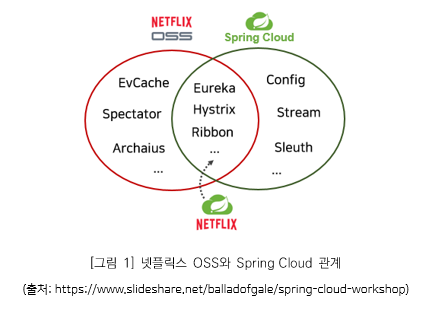 NETFLIX
OSS
Spring Cloud
EvCache
Spectator
Archaius
...
Eureka
Hystrix
Ribbon
...
Config
Stream
Sleuth
...
NETFLIX
[그림 1] 넷플릭스 OSS와 Spring Cloud 관계
(출처: https://www.slideshare.net/balladofgale/spring-cloud-workshop)